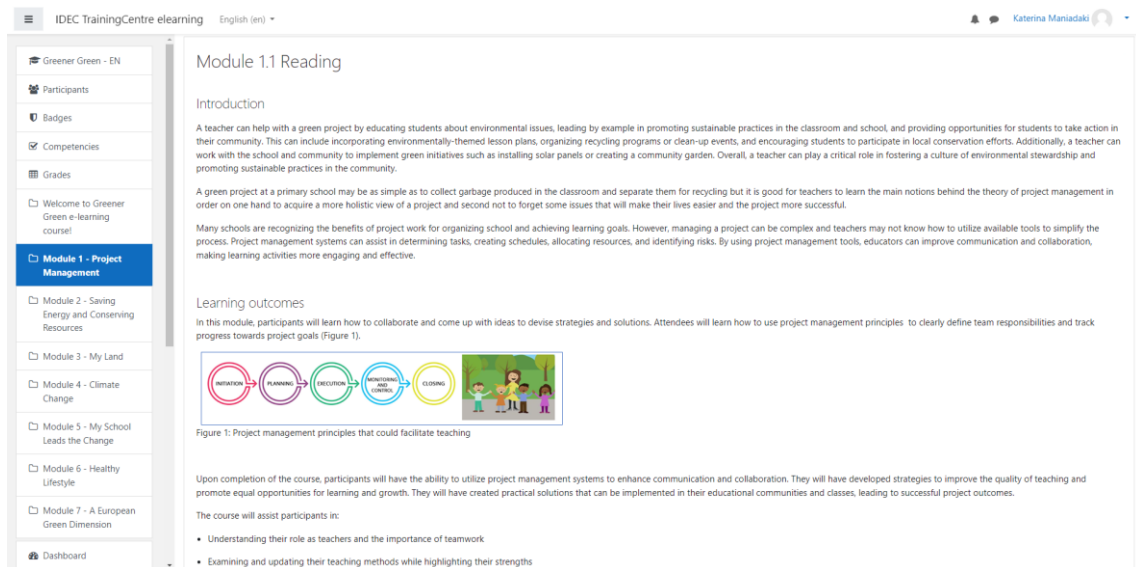 IDEC TrainingCentre elearning English (en)
Katerina Maniadaki
Greener Green - EN
Participants
Badges
Competencies
Grades
Welcome to Greener
Green e-learning
course!
Module 1 - Project
Management
Module 2 - Saving
Energy and Conserving
Resources
Module 3 - My Land
Module 4 - Climate
Change
Module 5 - My School
Leads the Change
Module 6 - Healthy
Lifestyle
Module 7 - A European
Green Dimension
Dashboard
Module 1.1 Reading
Introduction
A teacher can help with a green project by educating students about environmental issues, leading by example in promoting sustainable practices in the classroom and school, and providing opportunities for students to take action in
their community. This can include incorporating environmentally-themed lesson plans, organizing recycling programs or clean-up events, and encouraging students to participate in local conservation efforts. Additionally, a teacher can
work with the school and community to implement green initiatives such as installing solar panels or creating a community garden. Overall, a teacher can play a critical role in fostering a culture of environmental stewardship and
promoting sustainable practices in the community.
A green project at a primary school may be as simple as to collect garbage produced in the classroom and separate them for recycling but it is good for teachers to learn the main notions behind the theory of project management in
order on one hand to acquire a more holistic view of a project and second not to forget some issues that will make their lives easier and the project more successful.
Many schools are recognizing the benefits of project work for organizing school and achieving learning goals. However, managing a project can be complex and teachers may not know how to utilize available tools to simplify the
process. Project management systems can assist in determining tasks, creating schedules, allocating resources, and identifying risks. By using project management tools, educators can improve communication and collaboration,
making learning activities more engaging and effective.
Learning outcomes
In this module, participants will learn how to collaborate and come up with ideas to devise strategies and solutions. Attendees will learn how to use project management principles to clearly define team responsibilities and track
progress towards project goals (Figure 1).
INITIATION
PLANNING
EXECUTION
MONITORING
AND
CONTROL
CLOSING
Figure 1: Project management principles that could facilitate teaching
Upon completion of the course, participants will have the ability to utilize project management systems to enhance communication and collaboration. They will have developed strategies to improve the quality of teaching and
promote equal opportunities for learning and growth. They will have created practical solutions that can be implemented in their educational communities and classes, leading to successful project outcomes.
The course will assist participants in:
• Understanding their role as teachers and the importance of teamwork
• Examining and updating their teaching methods while highlighting their strengths